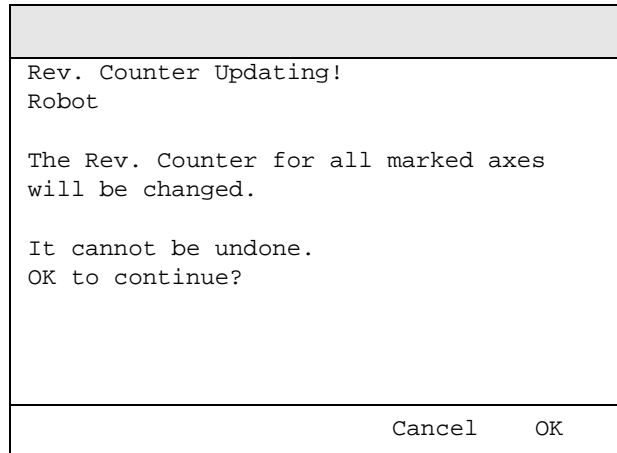 Rev. Counter Updating!
Robot
The Rev. Counter for all marked axes
will be changed.
It cannot be undone.
OK to continue?
Cancel OK